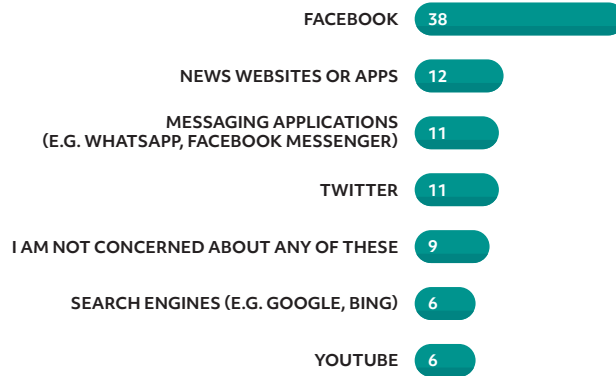 FACEBOOK 38
NEWS WEBSITES OR APPS 12
MESSAGING APPLICATIONS
(E.G. WHATSAPP, FACEBOOK MESSENGER) 11
TWITTER 11
I AM NOT CONCERNED ABOUT ANY OF THESE 9
SEARCH ENGINES (E.G. GOOGLE, BING) 6
YOUTUBE 6